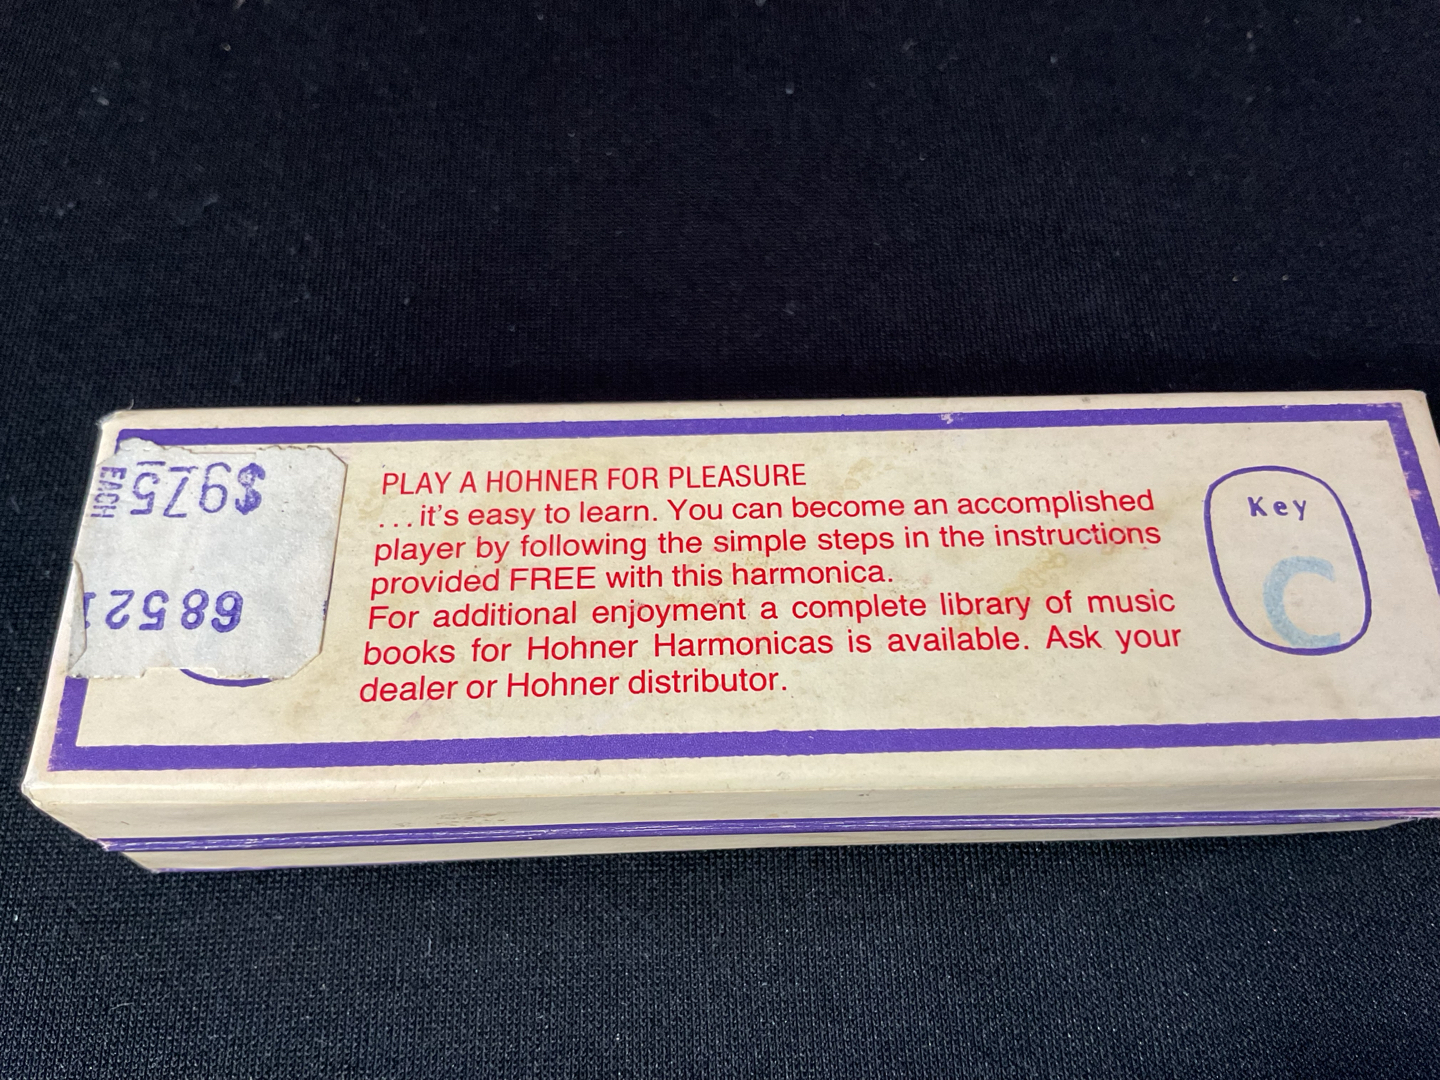 $975
EACH
68521
PLAY A HOHNER FOR PLEASURE
...it's easy to learn. You can become an accomplished
player by following the simple steps in the instructions
provided FREE with this harmonica.
For additional enjoyment a complete library of music
books for Hohner Harmonicas is available. Ask your
dealer or Hohner distributor.
Key
C